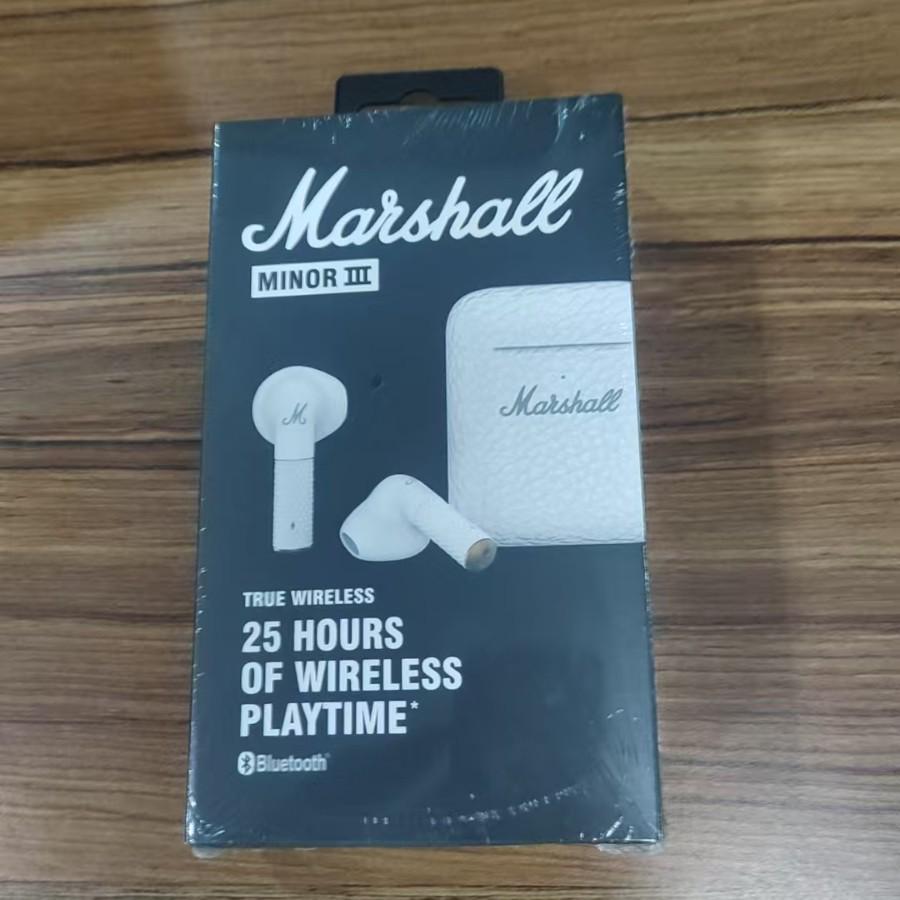 Marshall
MINOR III
Marshall
M
TRUE WIRELESS
25 HOURS
OF WIRELESS
PLAYTIME*
Bluetooth®